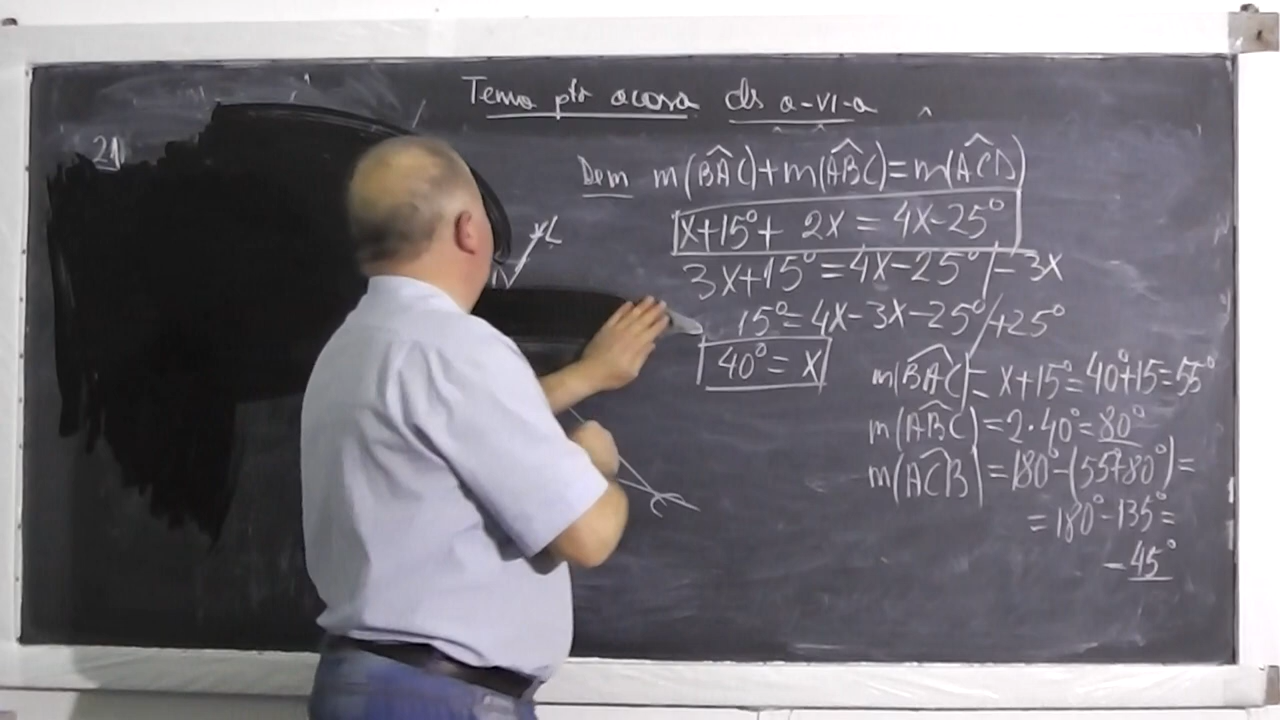 Tema ptr acasa cls a-VI-a
21
Dem m(BAC)+m(ABC)=m(ACD)
x+15°+ 2x = 4x-25°
3x+15°=4x-25° /-3x
15°=4x-3x-25° /+25°
40°= x
m(BAC)= x+15°=40°+15=55°
m(ABC)=2·40°=80°
m(ACB)=180°-(55+80°)=
=180°-135°=
-45°
C